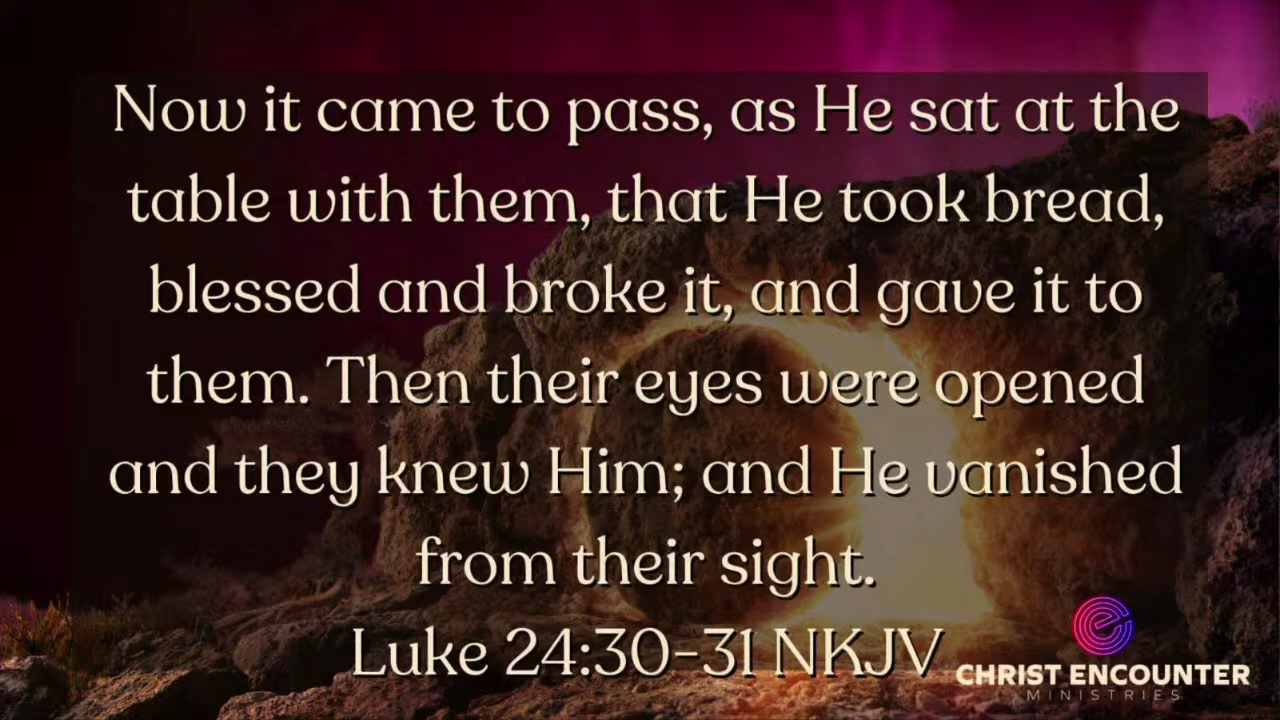 Now it came to pass, as He sat at the
table with them, that He took bread,
blessed and broke it, and gave it to
them. Then their eyes were opened
and they knew Him; and He vanished
from their sight.
Luke 24:30-31 NKJV
CHRIST ENCOUNTER
MINISTRIES